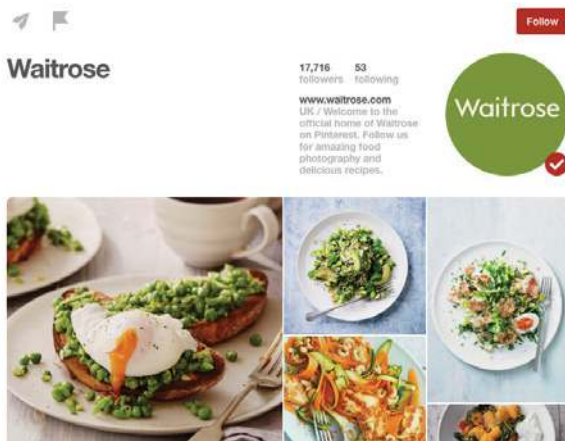 Follow
Waitrose
17,716 53
followers following
www.waitrose.com
UK / Welcome to the
official home of Waitrose
on Pinterest. Follow us
for amazing food
photography and
delicious recipes.
Waitrose